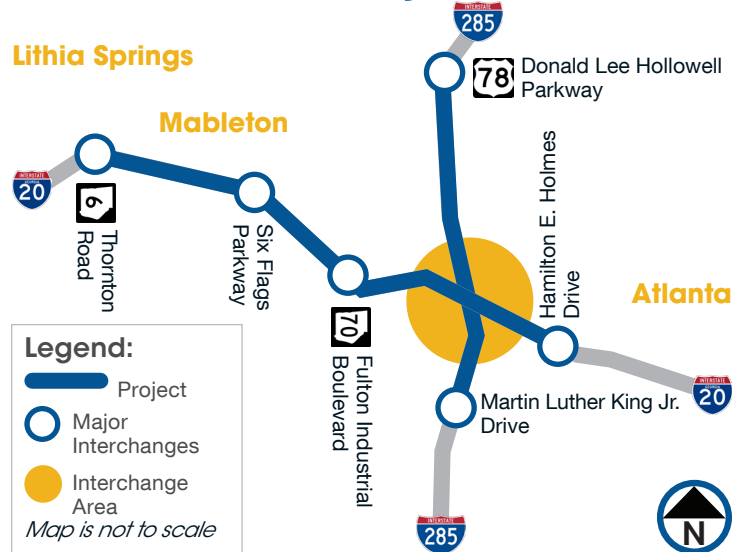 INTERSTATE
285
Lithia Springs
78
Donald Lee Hollowell
Parkway
Mableton
INTERSTATE
GEORGIA
20
6
Thornton
Road
Six Flags
Parkway
Hamilton E. Holmes
Drive
Atlanta
70
Fulton Industrial
Boulevard
INTERSTATE
GEORGIA
20
Martin Luther King Jr.
Drive
INTERSTATE
285
Legend:
Project
Major
Interchanges
Interchange
Area
Map is not to scale
N